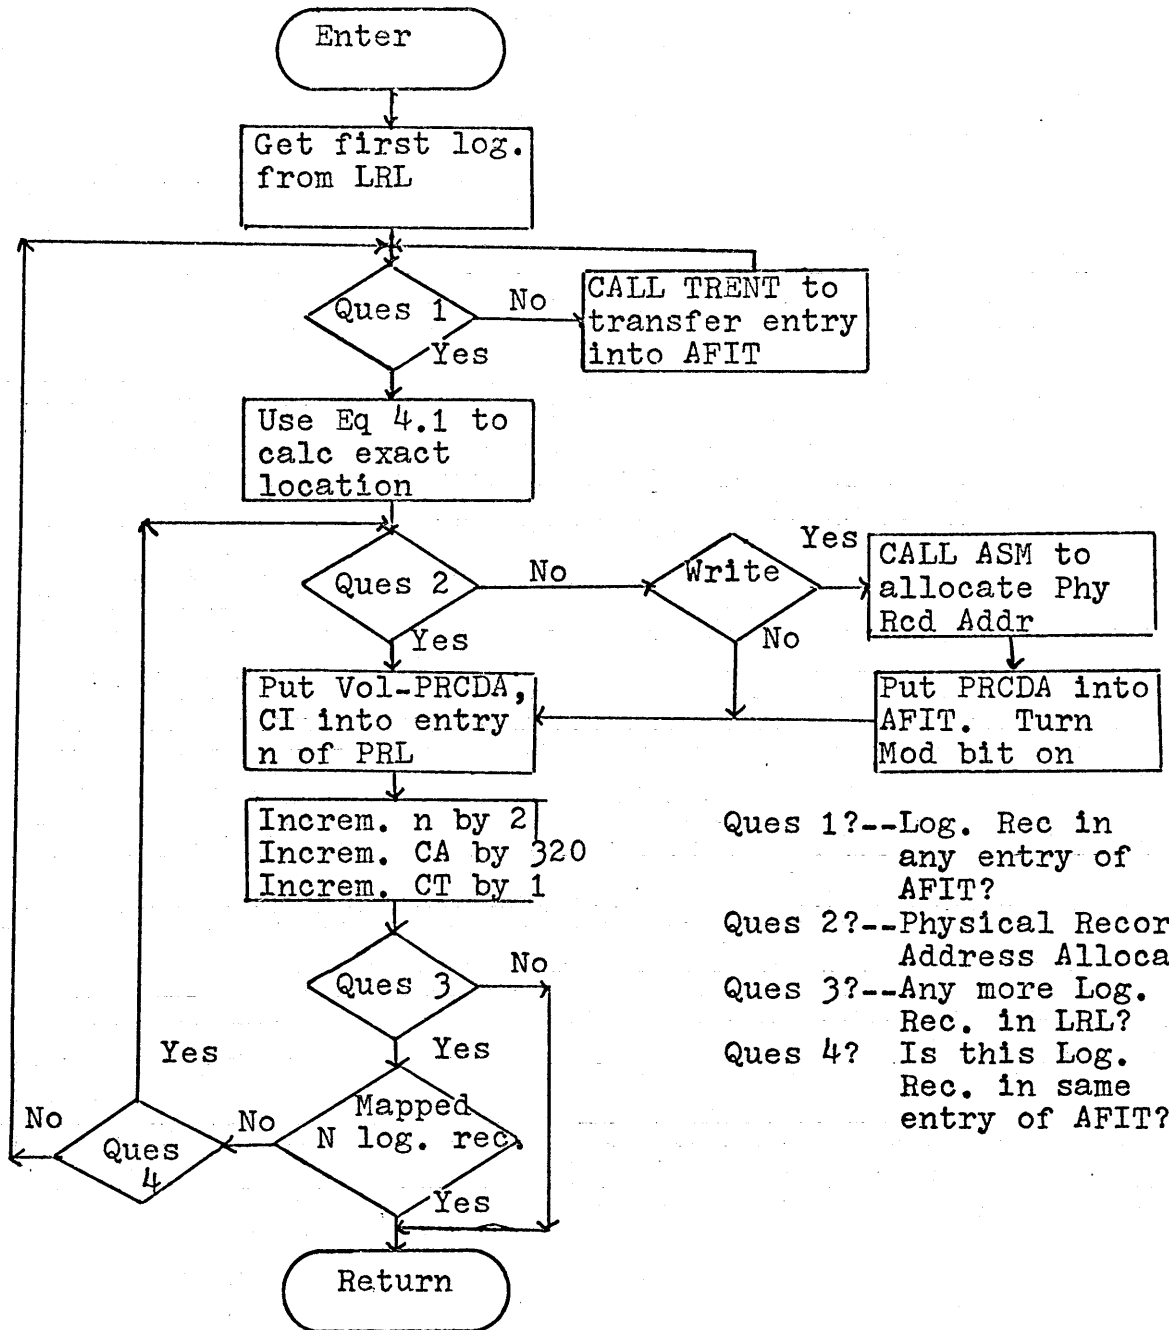 Enter
Get first log.
from LRL
Ques 1
No
Yes
CALL TRENT to
transfer entry
into AFIT
Use Eq 4.1 to
calc exact
location
Ques 2
No
Yes
Write
Yes
No
CALL ASM to
allocate Phy
Rcd Addr
Put Vol-PRCDA,
CI into entry
n of PRL
Put PRCDA into
AFIT. Turn
Mod bit on
Increm. n by 2
Increm. CA by 320
Increm. CT by 1
Ques 3
No
Yes
Mapped
N log. rec.
No
Yes
Ques
4
Yes
No
Return
Ques 1?--Log. Rec in
any entry of
AFIT?
Ques 2?--Physical Recor
Address Alloca
Ques 3?--Any more Log.
Rec. in LRL?
Ques 4? Is this Log.
Rec. in same
entry of AFIT?